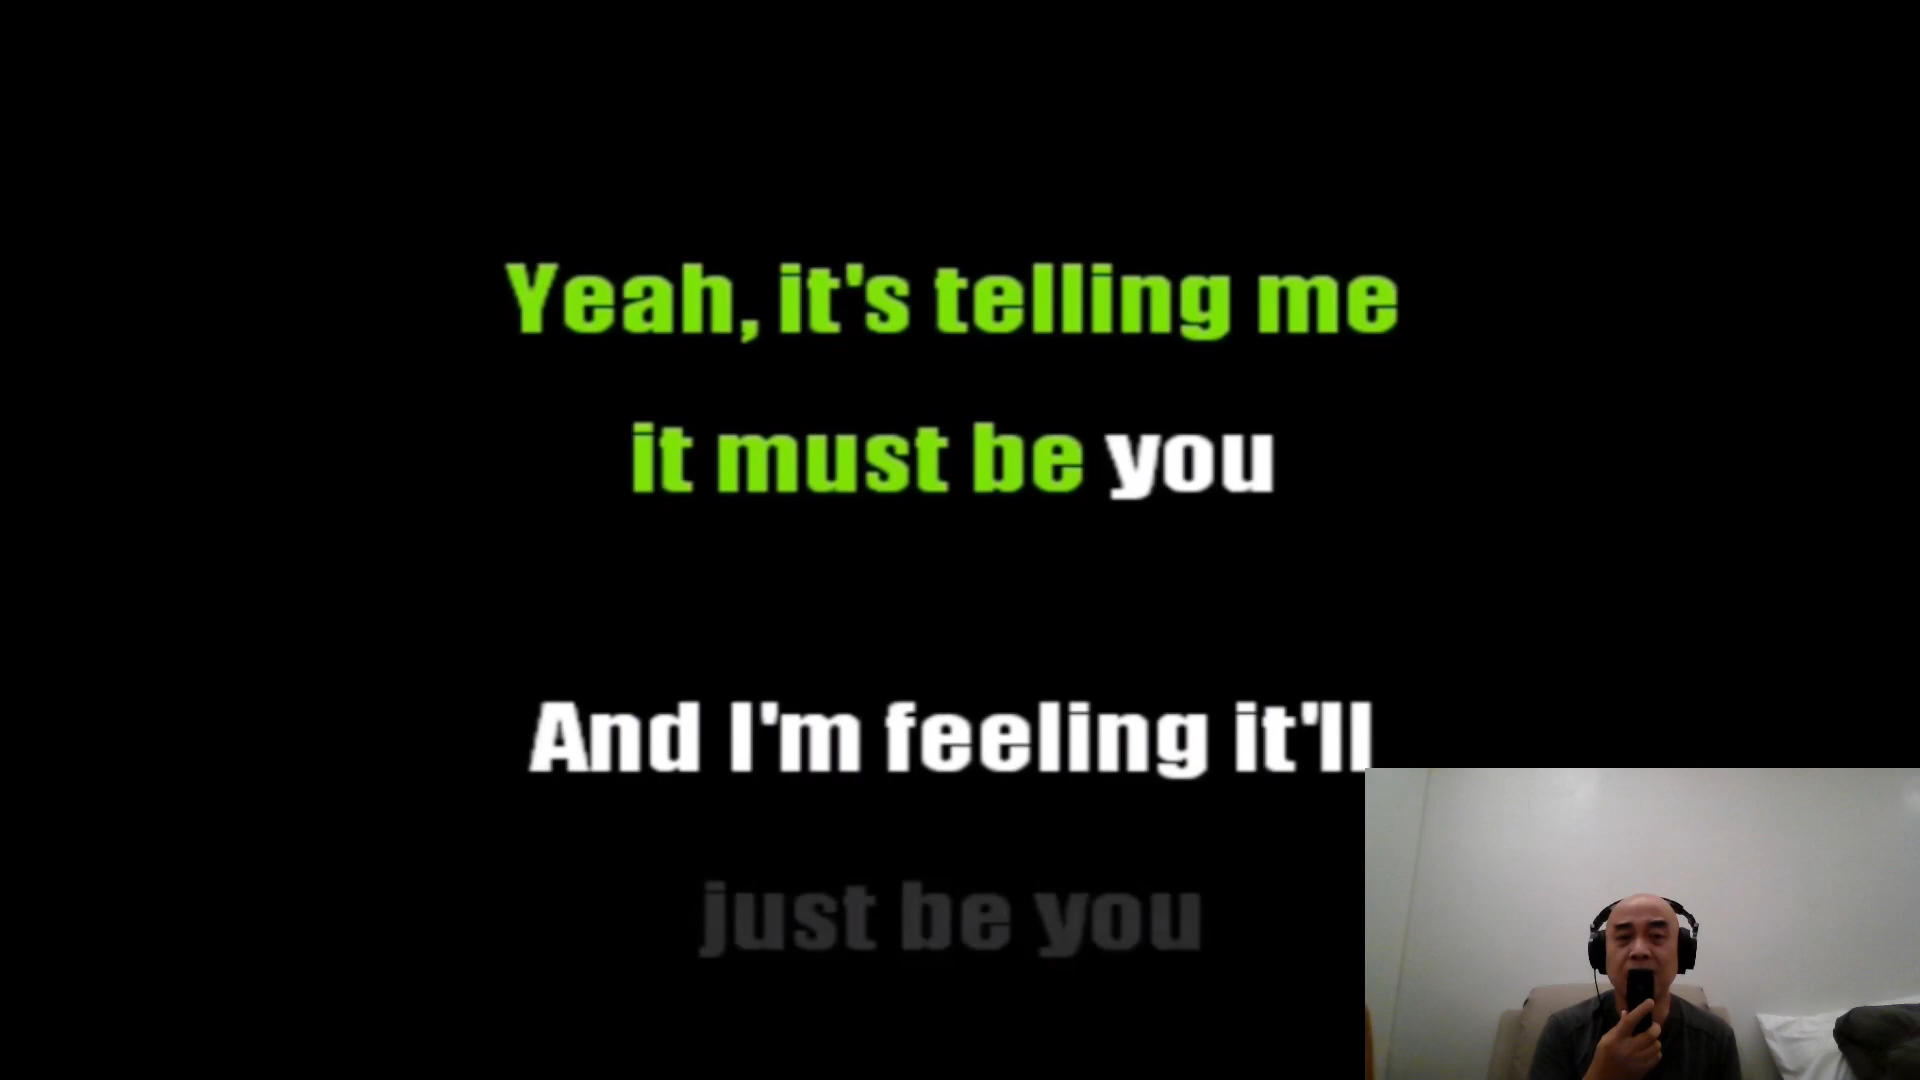 Yeah, it's telling me
it must be you
And I'm feeling it'll
just be you